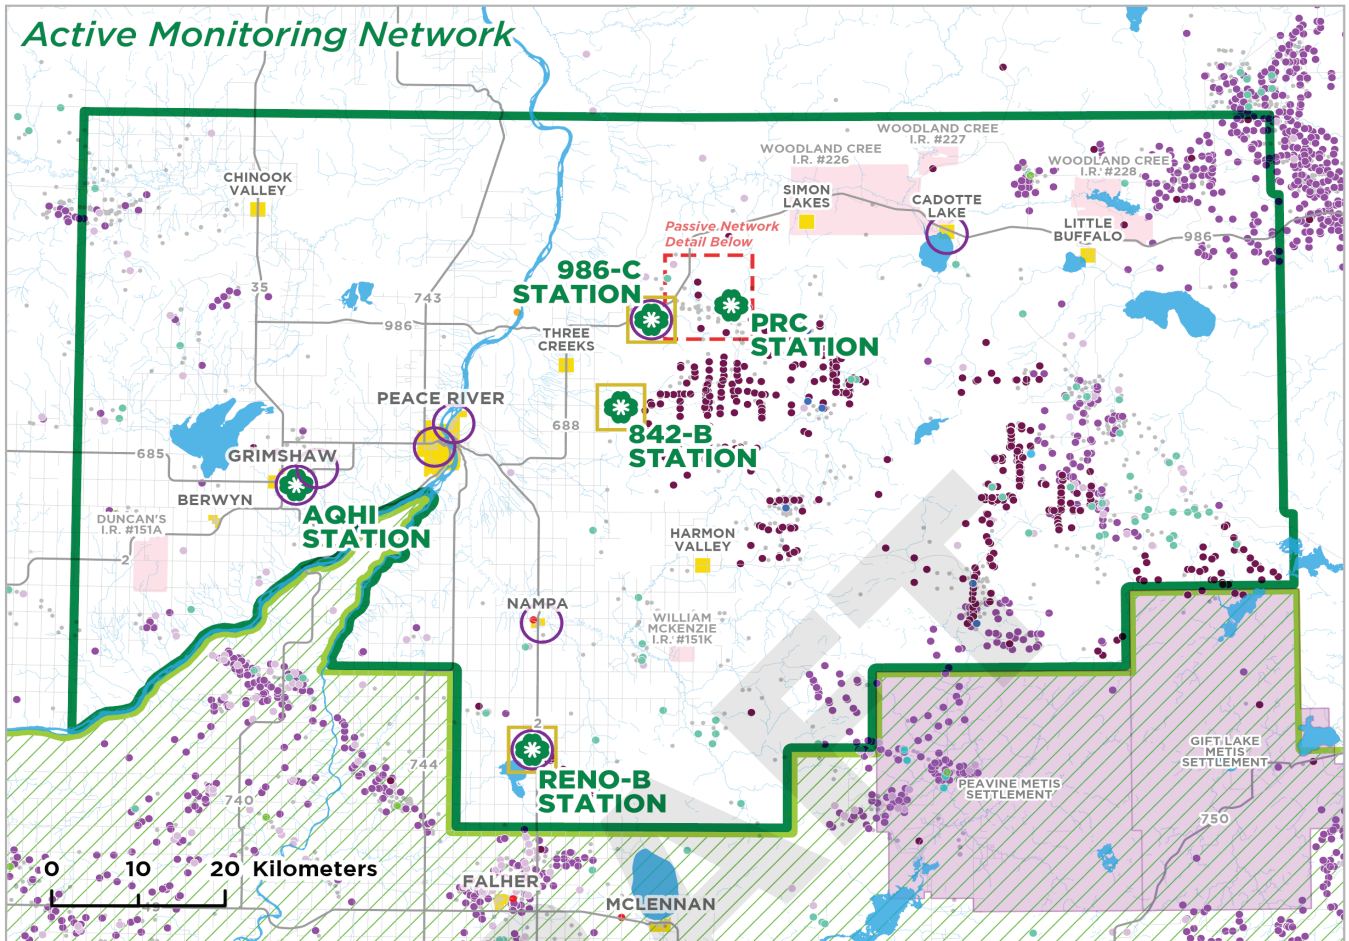 Active Monitoring Network
WOODLAND CREE
I.R. #227
WOODLAND CREE
I.R. #226
WOODLAND CREE
I.R. #228
CHINOOK
VALLEY
SIMON
LAKES
CADOTTE
LAKE
LITTLE
BUFFALO
986
Passive Network
Detail Below
986-C
STATION
35
743
986
THREE
CREEKS
PRC
STATION
PEACE RIVER
688
842-B
STATION
685
GRIMSHAW
BERWYN
AQHI
STATION
DUNCAN'S
I.R. #151A
2
HARMON
VALLEY
NAMPA
WILLIAM
MCKENZIE
I.R. #151K
2
744
RENO-B
STATION
GIFT LAKE
METIS
SETTLEMENT
PEAVINE METIS
SETTLEMENT
740
750
0 10 20 Kilometers
FALHER
MCLENNAN